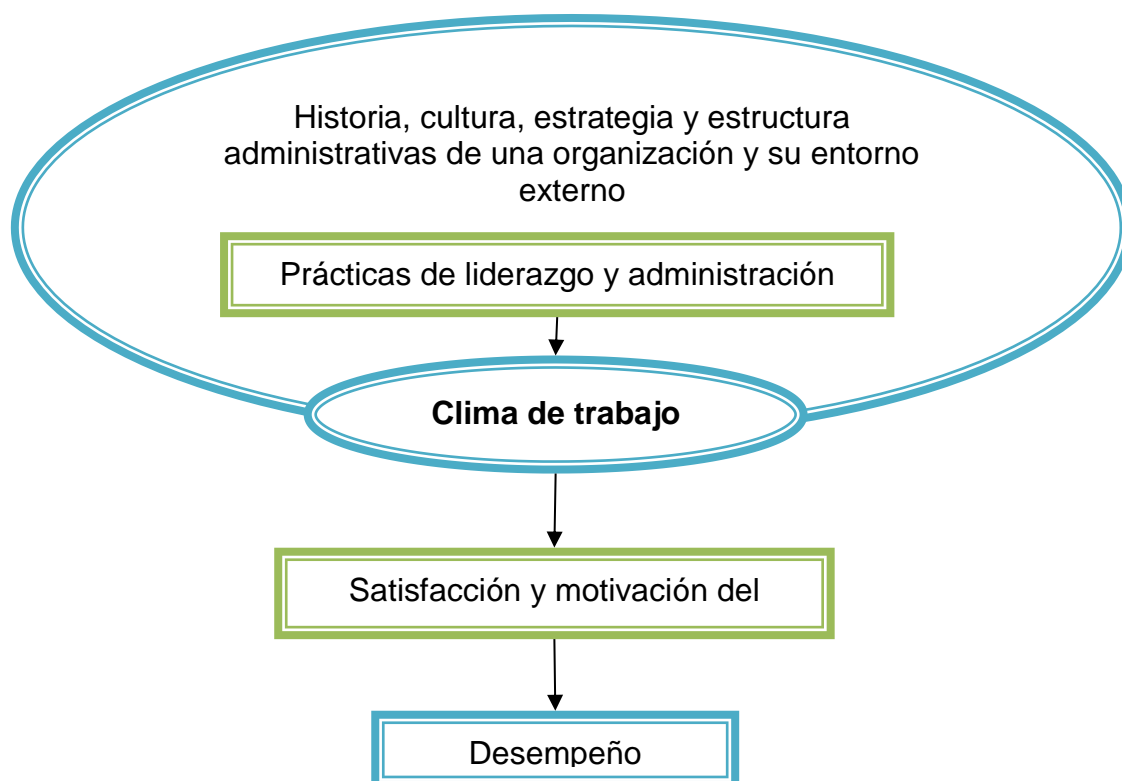 Historia, cultura, estrategia y estructura
administrativas de una organización y su entorno
externo
Prácticas de liderazgo y administración
Clima de trabajo
Satisfacción y motivación del
Desempeño